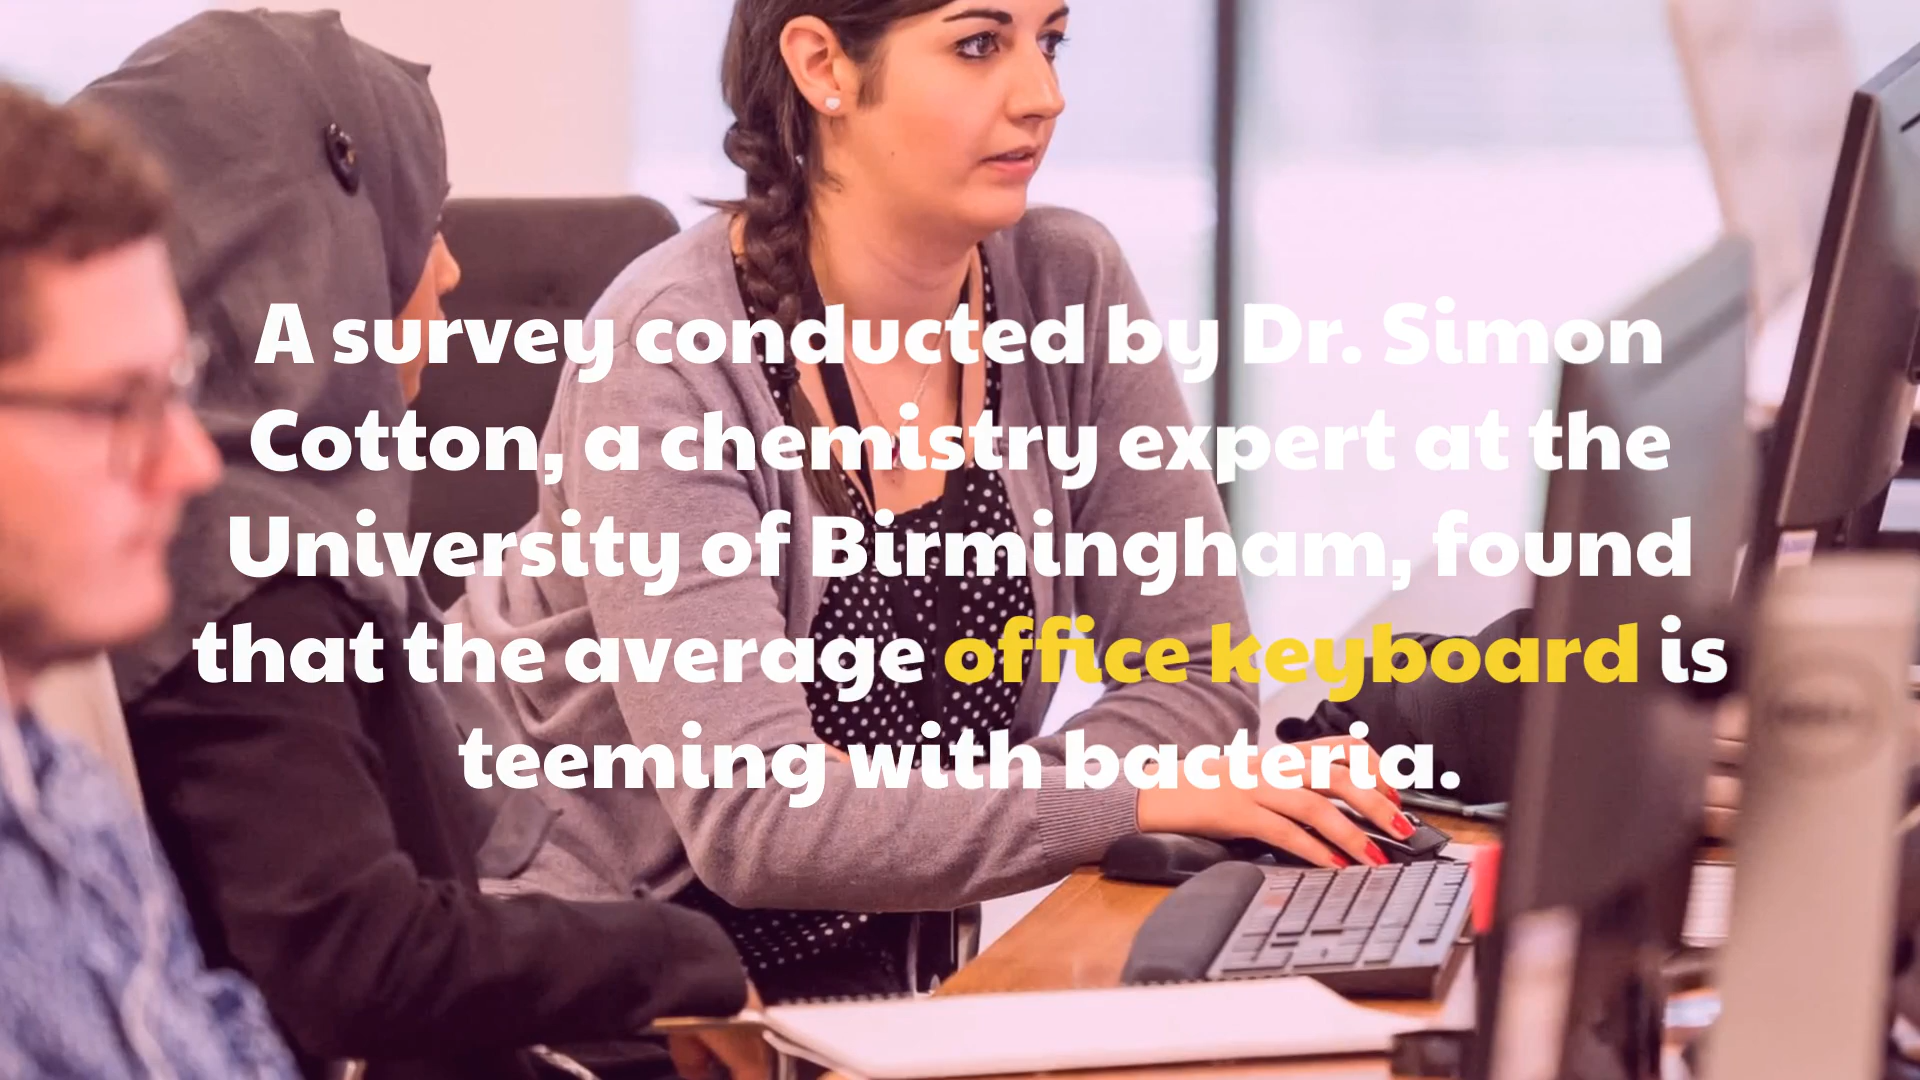 A survey conducted by Dr. Simon
Cotton, a chemistry expert at the
University of Birmingham, found
that the average office keyboard is
teeming with bacteria.